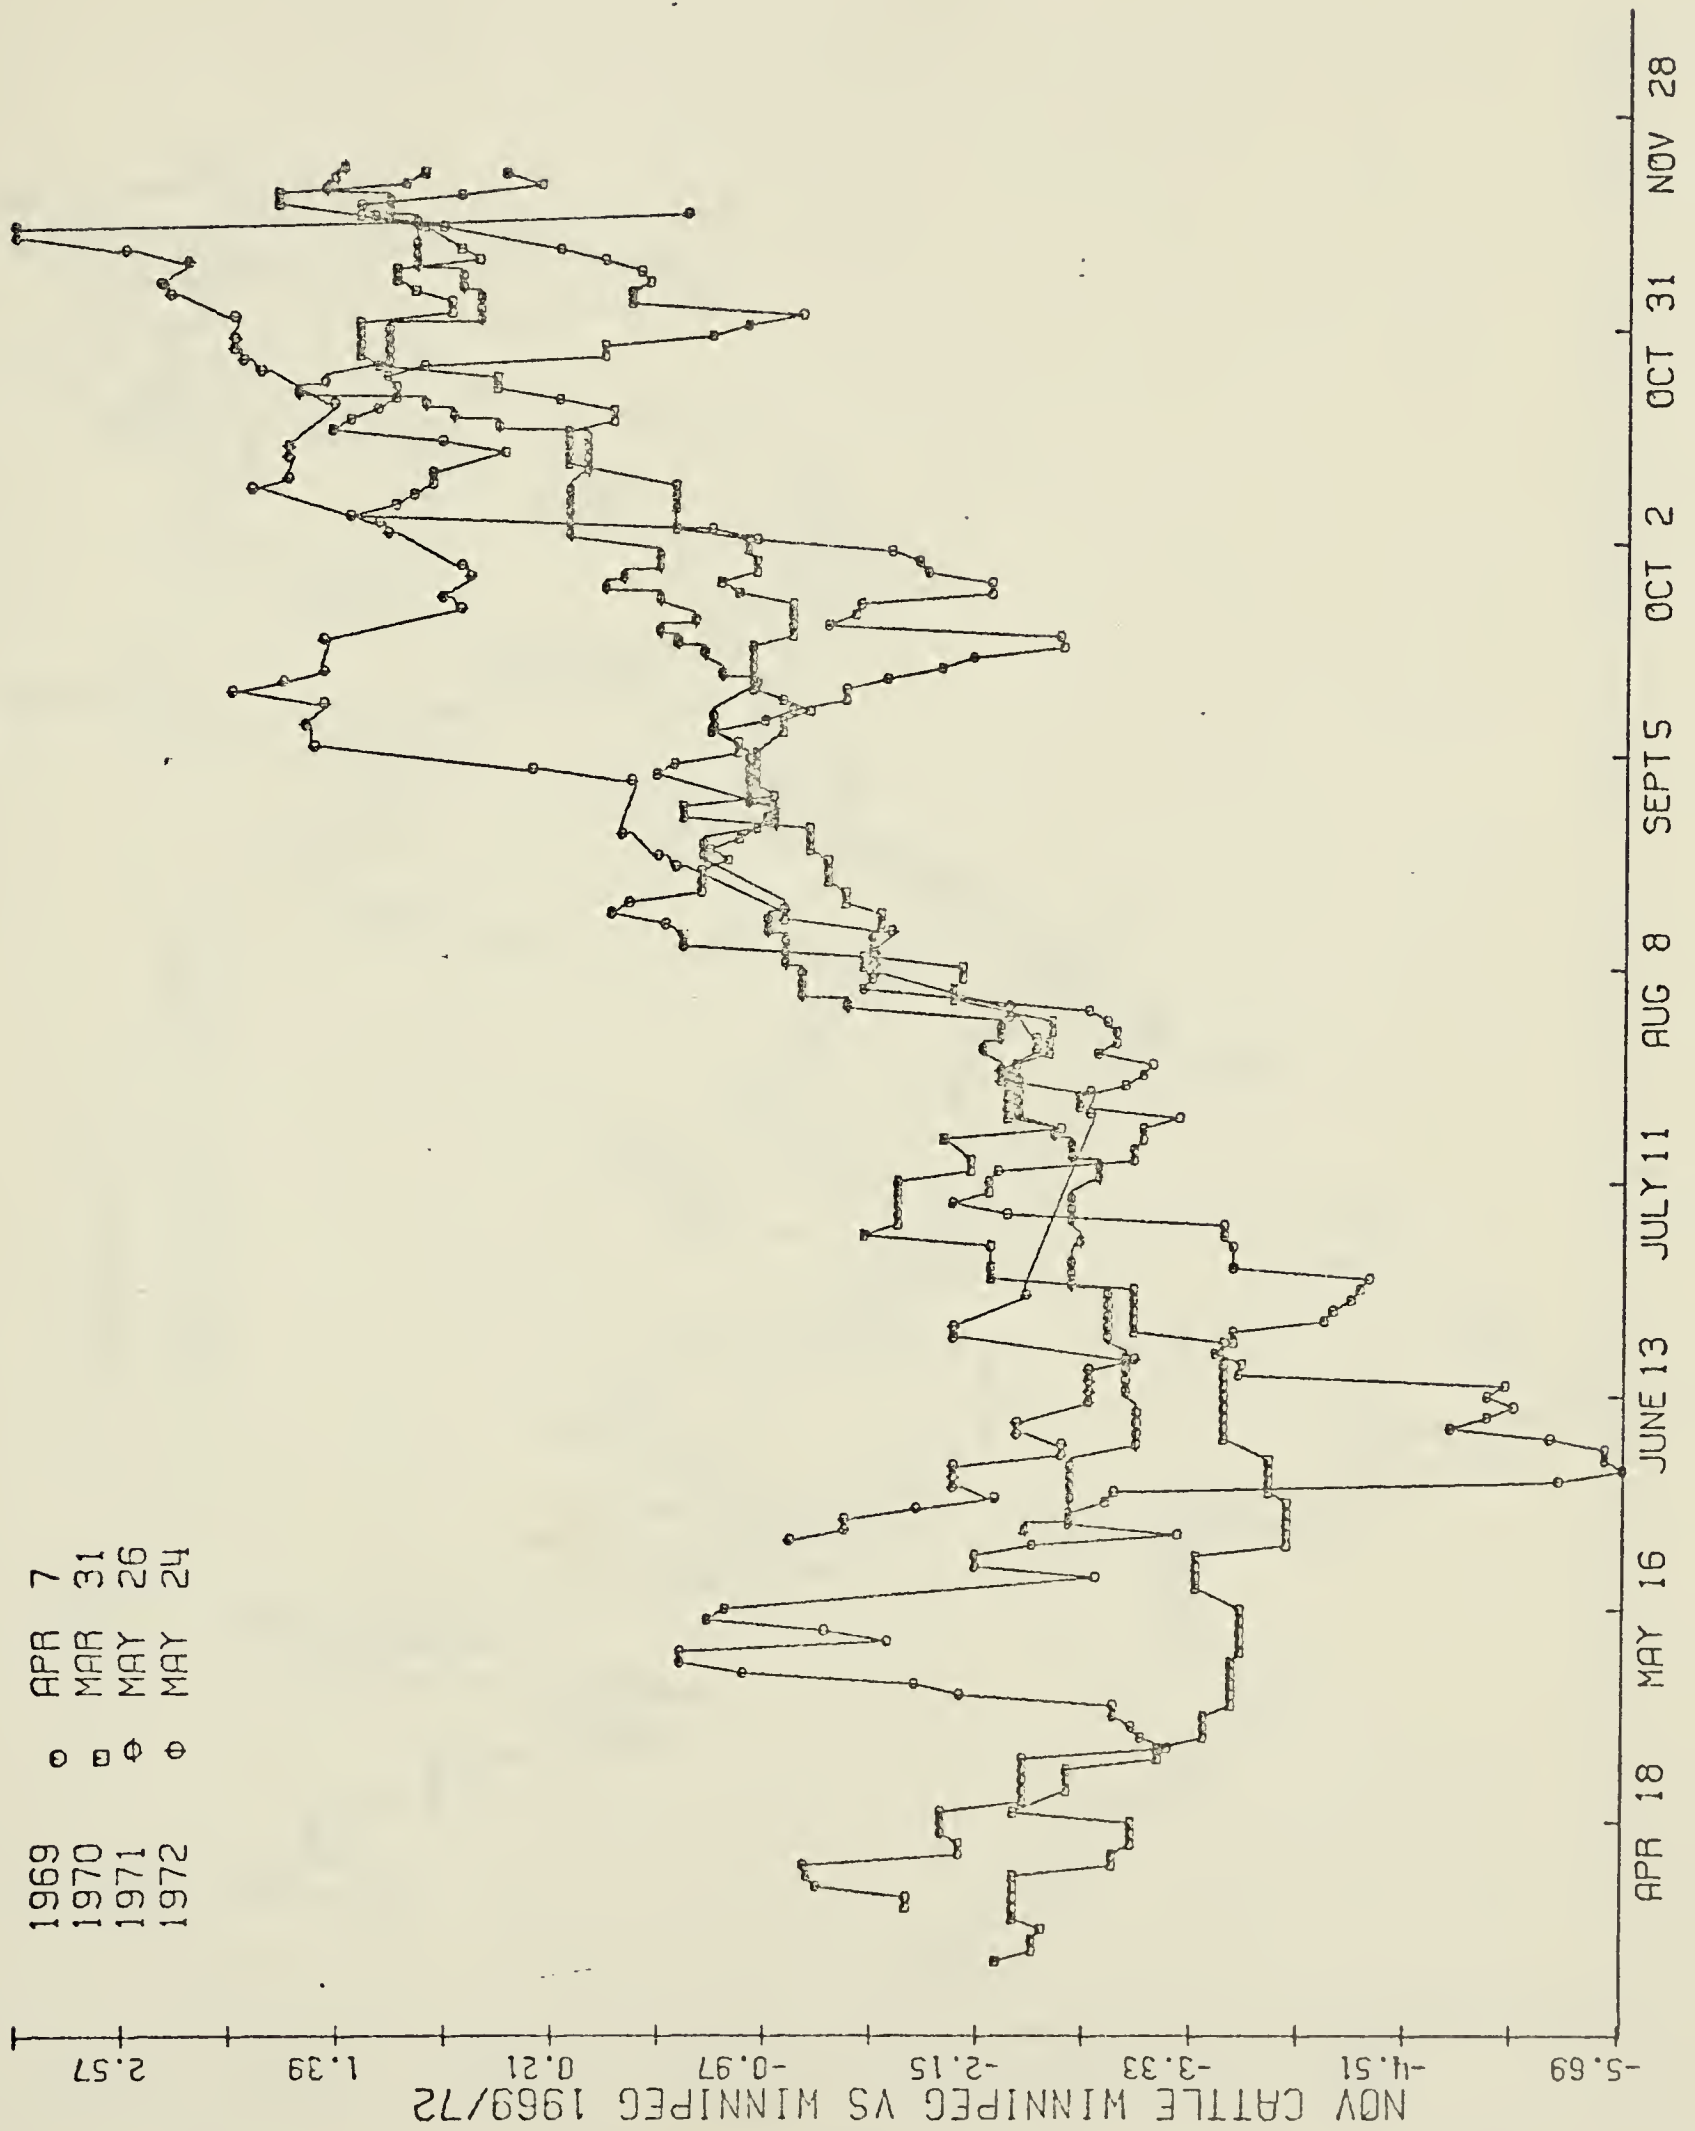 1969 APR 7
1970 MAR 31
1971 MAY 26
1972 MAY 24
NOV CATTLE WINNIPEG VS WINNIPEG 1969/72
2.57
1.39
0.21
-0.97
-2.15
-3.33
-4.51
-5.69
APR 18 MAY 16 JUNE 13 JULY 11 AUG 8 SEPT 5 OCT 2 OCT 31 NOV 28